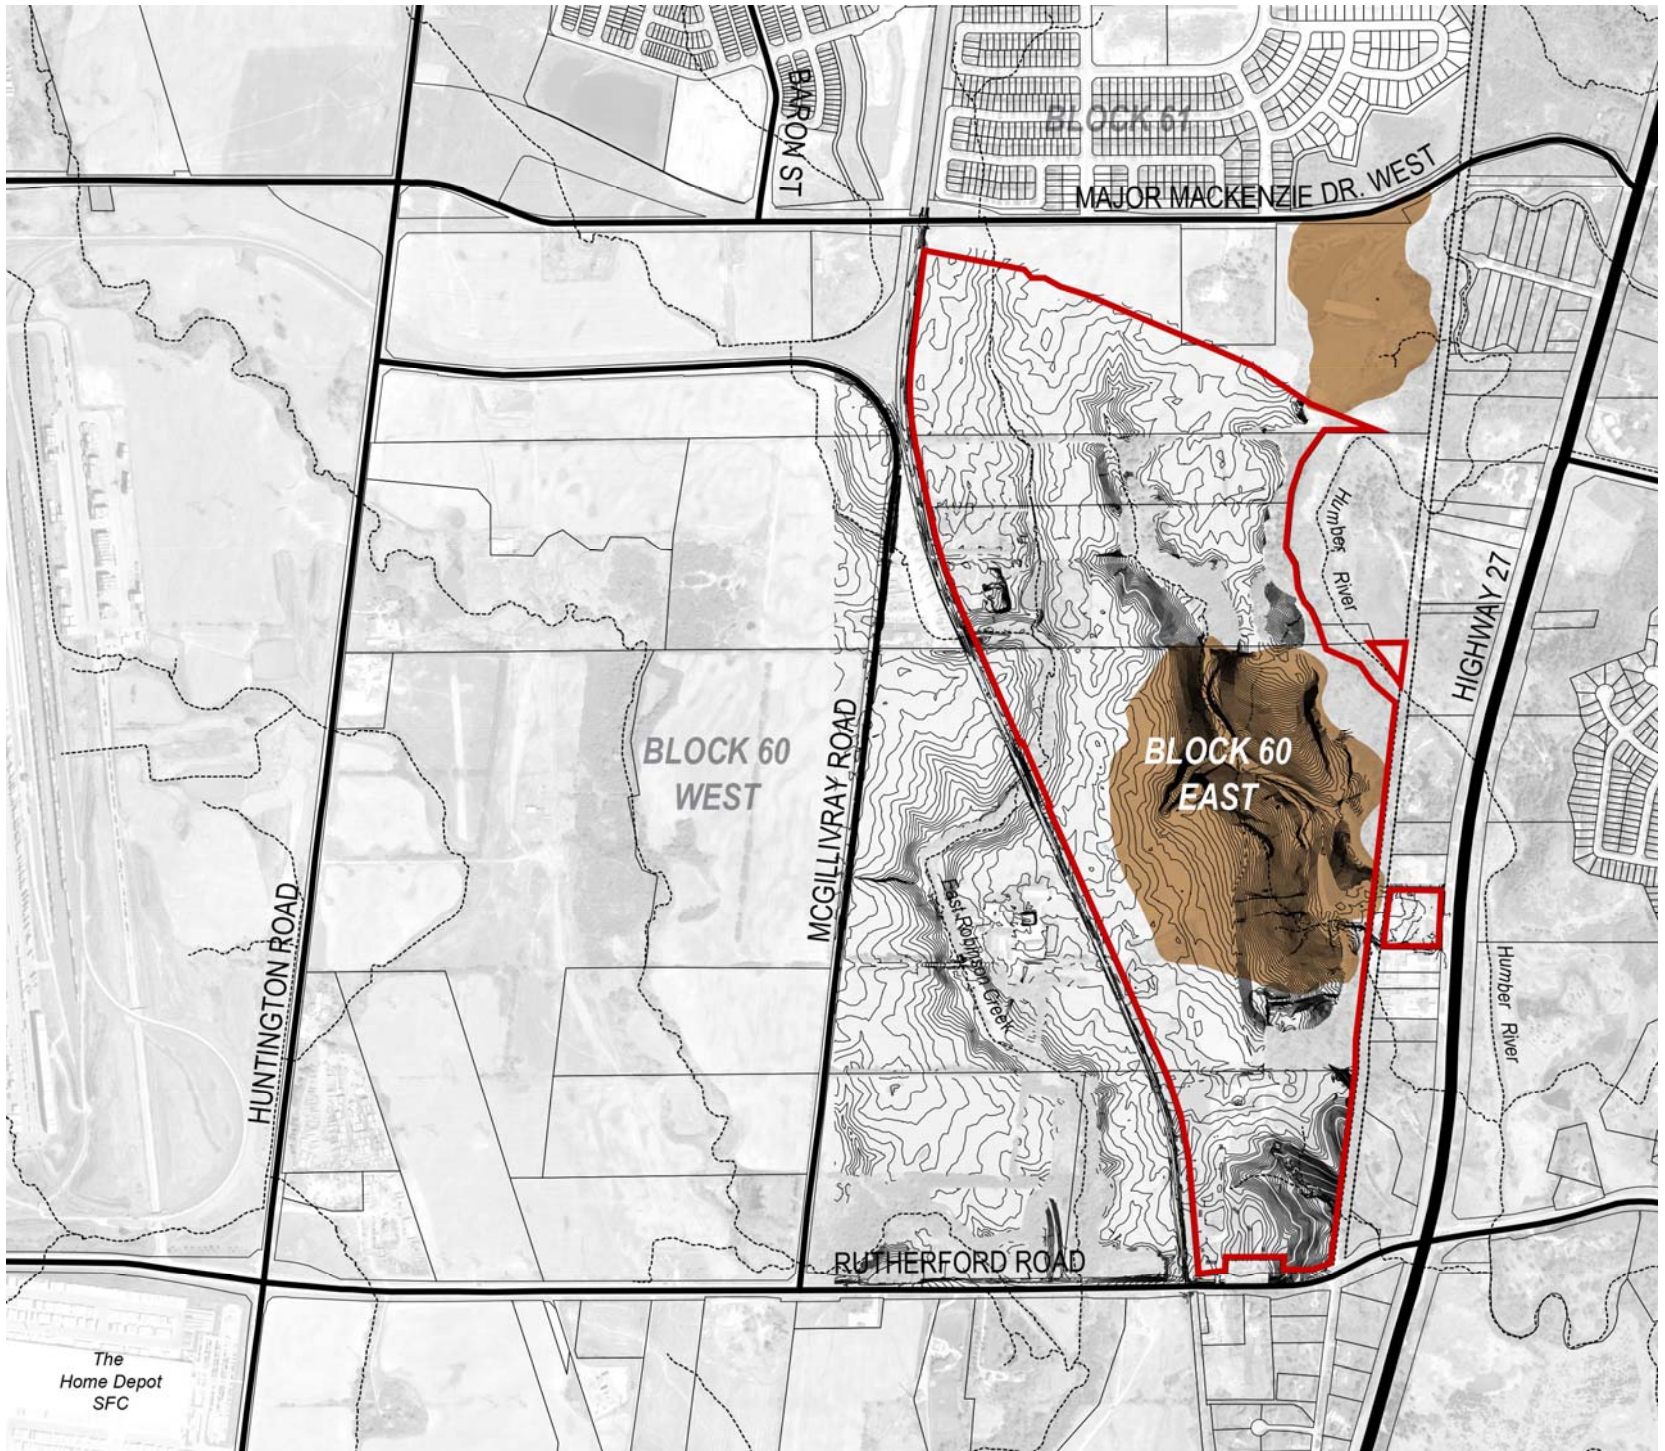 BARON ST
BLOCK 61
MAJOR MACKENZIE DR. WEST
Humber River
HIGHWAY 27
BLOCK 60
WEST
MCGILLIVRAY ROAD
BLOCK 60
EAST
HUNTINGTON ROAD
East Robinson Creek
Humber River
RUTHERFORD ROAD
The
Home Depot
SFC